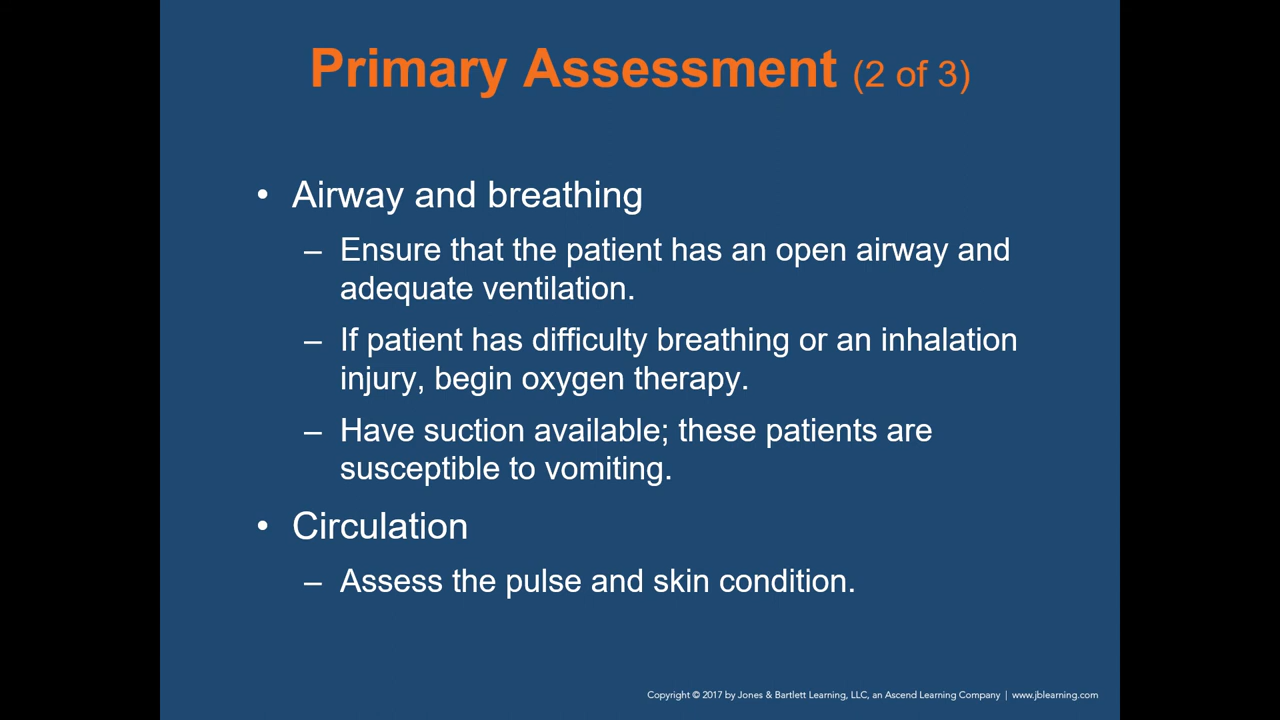 Primary Assessment (2 of 3)
• Airway and breathing
– Ensure that the patient has an open airway and
adequate ventilation.
– If patient has difficulty breathing or an inhalation
injury, begin oxygen therapy.
– Have suction available; these patients are
susceptible to vomiting.
• Circulation
– Assess the pulse and skin condition.
Copyright © 2017 by Jones & Bartlett Learning, LLC, an Ascend Learning Company | www.jblearning.com